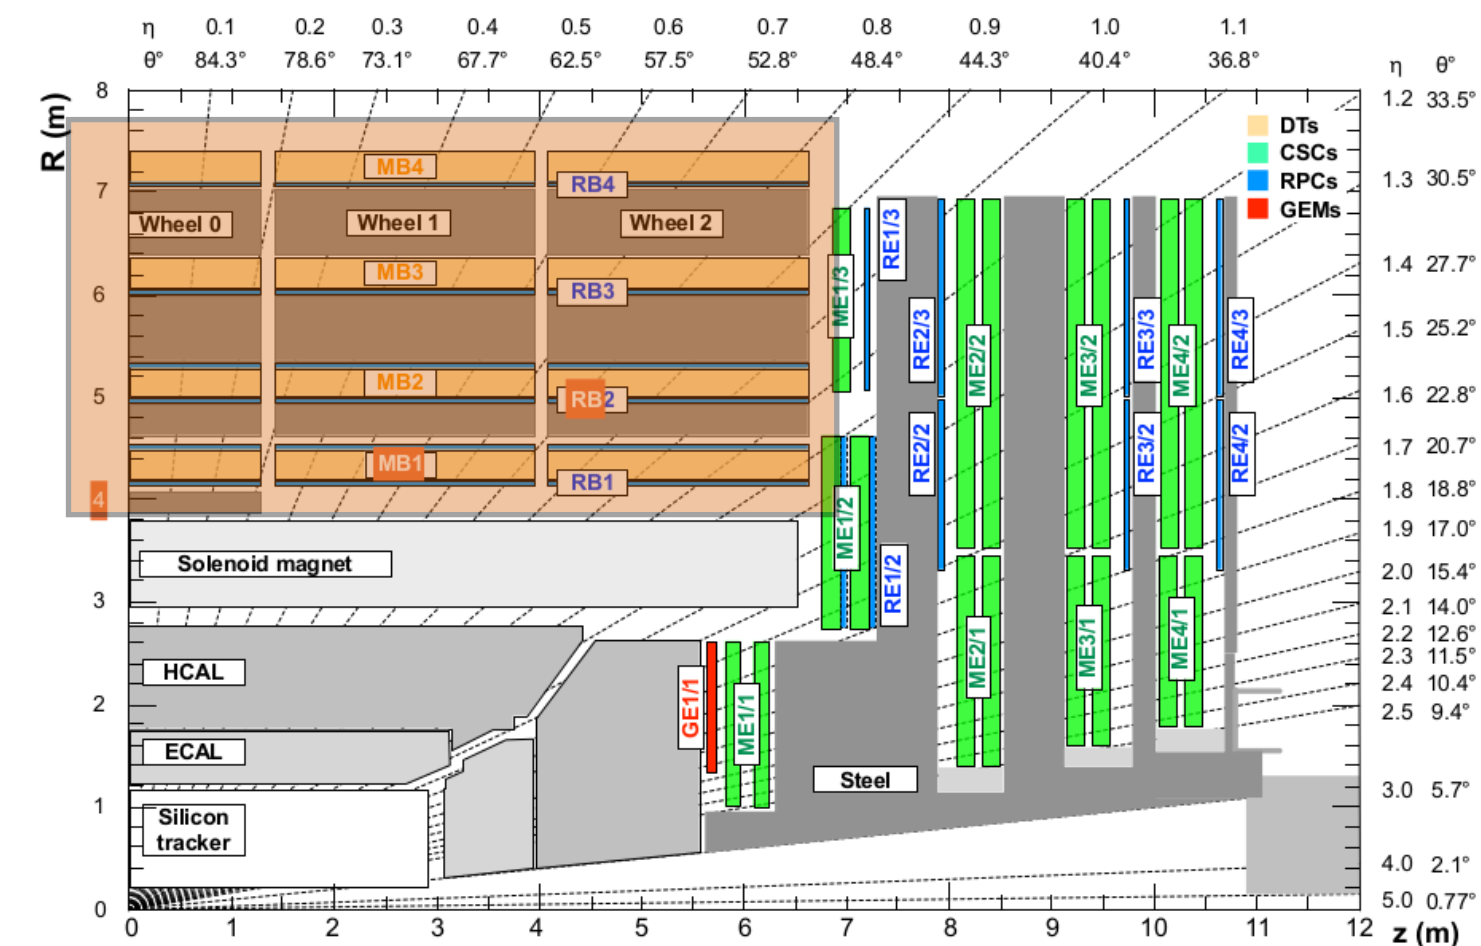 η 0.1 0.2 0.3 0.4 0.5 0.6 0.7 0.8 0.9 1.0 1.1
θ° 84.3° 78.6° 73.1° 67.7° 62.5° 57.5° 52.8° 48.4° 44.3° 40.4° 36.8° η θ°
R (m)
8
7
6
5
4
3
2
1
0
1.2 33.5°
1.3 30.5°
1.4 27.7°
1.5 25.2°
1.6 22.8°
1.7 20.7°
1.8 18.8°
1.9 17.0°
2.0 15.4°
2.1 14.0°
2.2 12.6°
2.3 11.5°
2.4 10.4°
2.5 9.4°
3.0 5.7°
4.0 2.1°
5.0 0.77°
DTs
CSCs
RPCs
GEMs
MB4
RB4
Wheel 0
Wheel 1
Wheel 2
MB3
RB3
MB2
RB2
MB1
RB1
Solenoid magnet
HCAL
ECAL
Silicon
tracker
Steel
GE1/1
ME1/1
ME1/2
ME1/3
RE1/3
RE1/2
RE2/3
RE2/2
ME2/2
ME2/1
ME3/2
ME3/1
RE3/3
RE3/2
ME4/2
ME4/1
RE4/3
RE4/2
0 1 2 3 4 5 6 7 8 9 10 11 12 z (m)